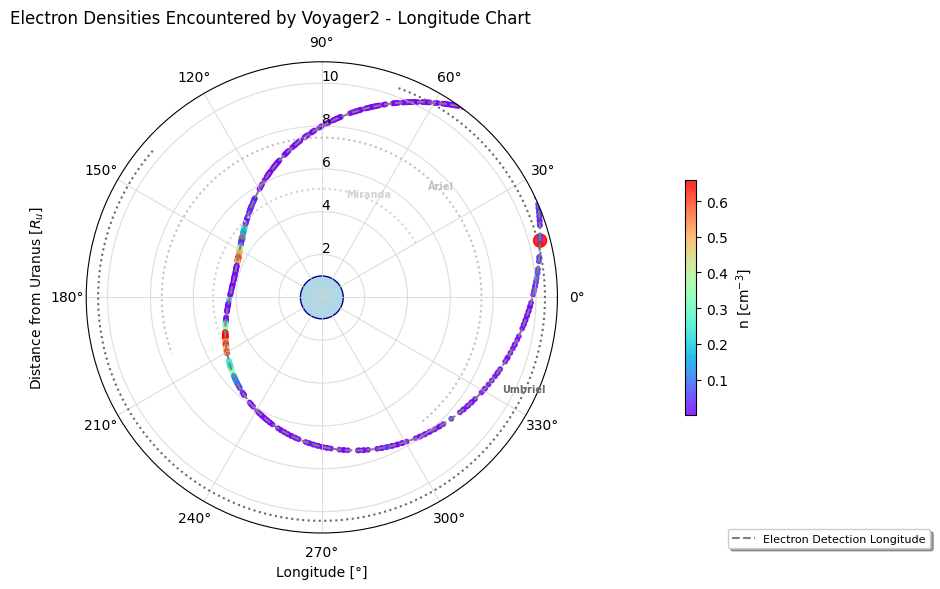 Electron Densities Encountered by Voyager2 - Longitude Chart
90°
120°
60°
10
8
150°
30°
6
Ariel
Miranda
4
0.6
2
0.5
Distance from Uranus [R_u]
180°
0°
0.4
n [cm⁻³]
0.3
0.2
0.1
Umbriel
210°
330°
240°
300°
270°
Longitude [°]
Electron Detection Longitude